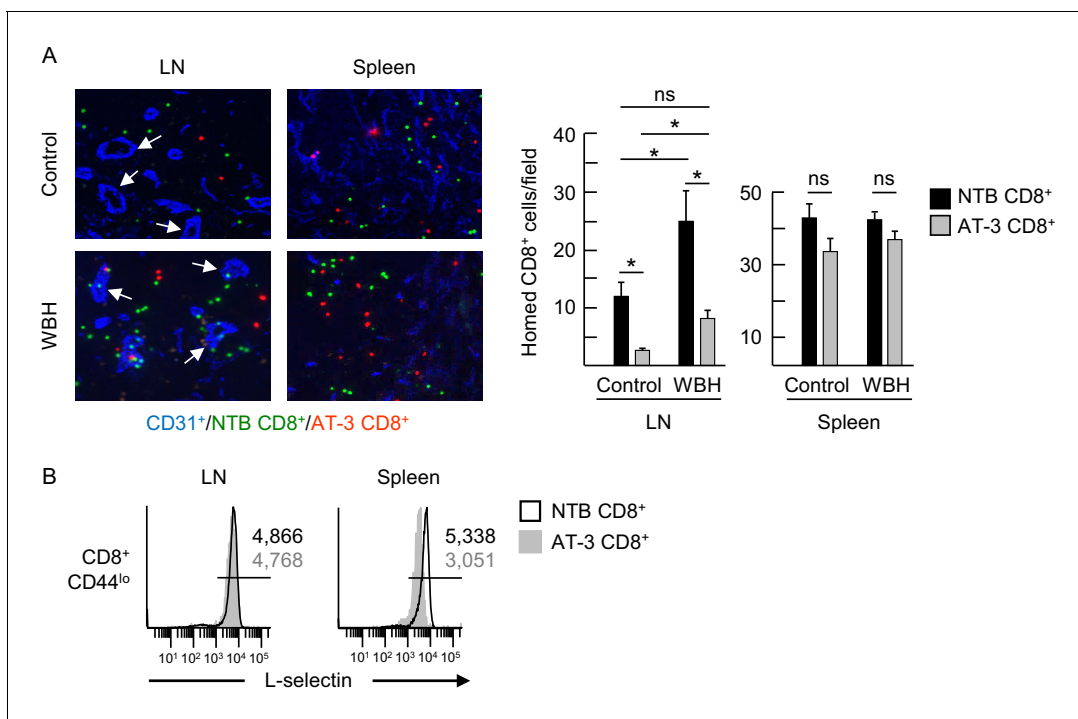 A
LN
Spleen
Control
WBH
CD31⁺/NTB CD8⁺/AT-3 CD8⁺
Homed CD8⁺ cells/field
40
30
20
10
ns
*
*
*
*
Control WBH
LN
50
40
30
20
10
ns ns
Control WBH
Spleen
NTB CD8⁺
AT-3 CD8⁺
B
LN
Spleen
CD8⁺
CD44ˡᵒ
4,866
4,768
5,338
3,051
10¹ 10² 10³ 10⁴ 10⁵
10¹ 10² 10³ 10⁴ 10⁵
L-selectin
NTB CD8⁺
AT-3 CD8⁺